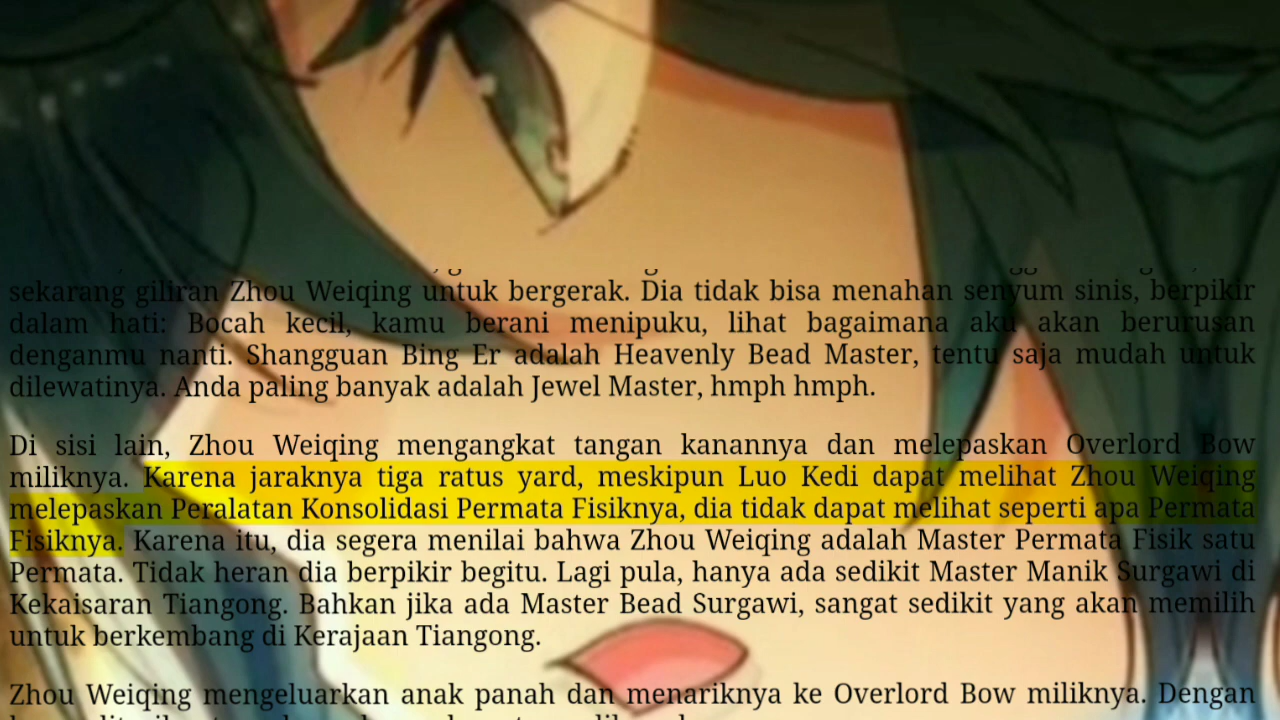 sekarang giliran Zhou Weiqing untuk bergerak. Dia tidak bisa menahan senyum sinis, berpikir
dalam hati: Bocah kecil, kamu berani menipuku, lihat bagaimana aku akan berurusan
denganmu nanti. Shangguan Bing Er adalah Heavenly Bead Master, tentu saja mudah untuk
dilewatinya. Anda paling banyak adalah Jewel Master, hmph hmph.
Di sisi lain, Zhou Weiqing mengangkat tangan kanannya dan melepaskan Overlord Bow
miliknya. Karena jaraknya tiga ratus yard, meskipun Luo Kedi dapat melihat Zhou Weiqing
melepaskan Peralatan Konsolidasi Permata Fisiknya, dia tidak dapat melihat seperti apa Permata
Fisiknya. Karena itu, dia segera menilai bahwa Zhou Weiqing adalah Master Permata Fisik satu
Permata. Tidak heran dia berpikir begitu. Lagi pula, hanya ada sedikit Master Manik Surgawi di
Kekaisaran Tiangong. Bahkan jika ada Master Bead Surgawi, sangat sedikit yang akan memilih
untuk berkembang di Kerajaan Tiangong.
Zhou Weiqing mengeluarkan anak panah dan menariknya ke Overlord Bow miliknya. Dengan